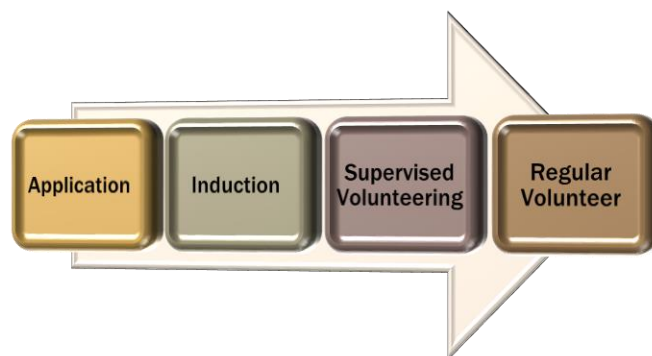 Application
Induction
Supervised
Volunteering
Regular
Volunteer